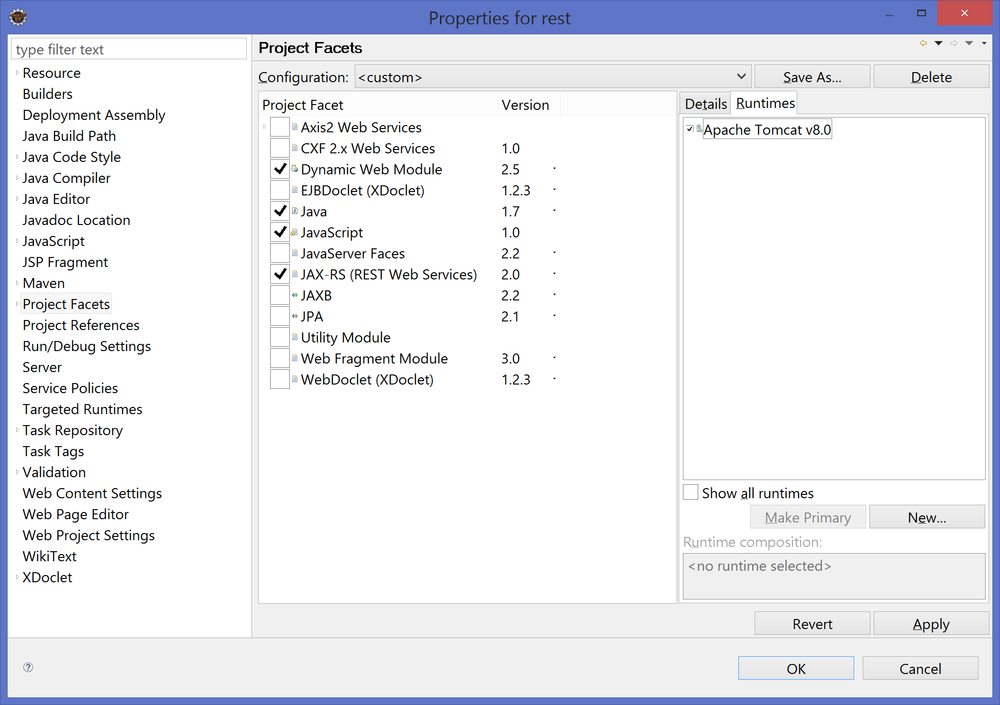 Java EE
IDE
Properties for rest
type filter text
Resource
Builders
Deployment Assembly
Java Build Path
Java Code Style
Java Compiler
Java Editor
Javadoc Location
JavaScript
JSP Fragment
Maven
Project Facets
Project References
Run/Debug Settings
Server
Service Policies
Targeted Runtimes
Task Repository
Task Tags
Validation
Web Content Settings
Web Page Editor
Web Project Settings
WikiText
XDoclet
Project Facets
Configuration: <custom> Save As... Delete
Project Facet Version
Axis2 Web Services
CXF 2.x Web Services 1.0
Dynamic Web Module 2.5
EJBDoclet (XDoclet) 1.2.3
Java 1.7
JavaScript 1.0
JavaServer Faces 2.2
JAX-RS (REST Web Services) 2.0
JAXB 2.2
JPA 2.1
Utility Module
Web Fragment Module 3.0
WebDoclet (XDoclet) 1.2.3
Details Runtimes
Apache Tomcat v8.0
Show all runtimes
Make Primary New...
Runtime composition:
<no runtime selected>
Revert Apply
OK Cancel